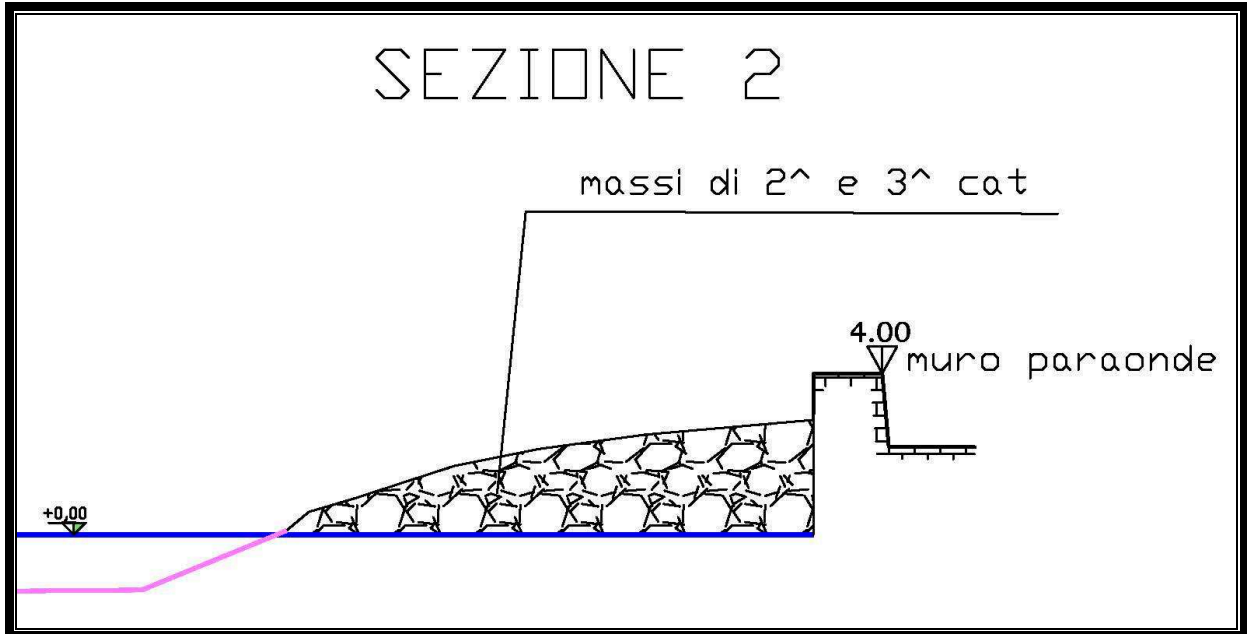 SEZIONE 2
massi di 2^ e 3^ cat
4.00
muro paraonde
+0,00